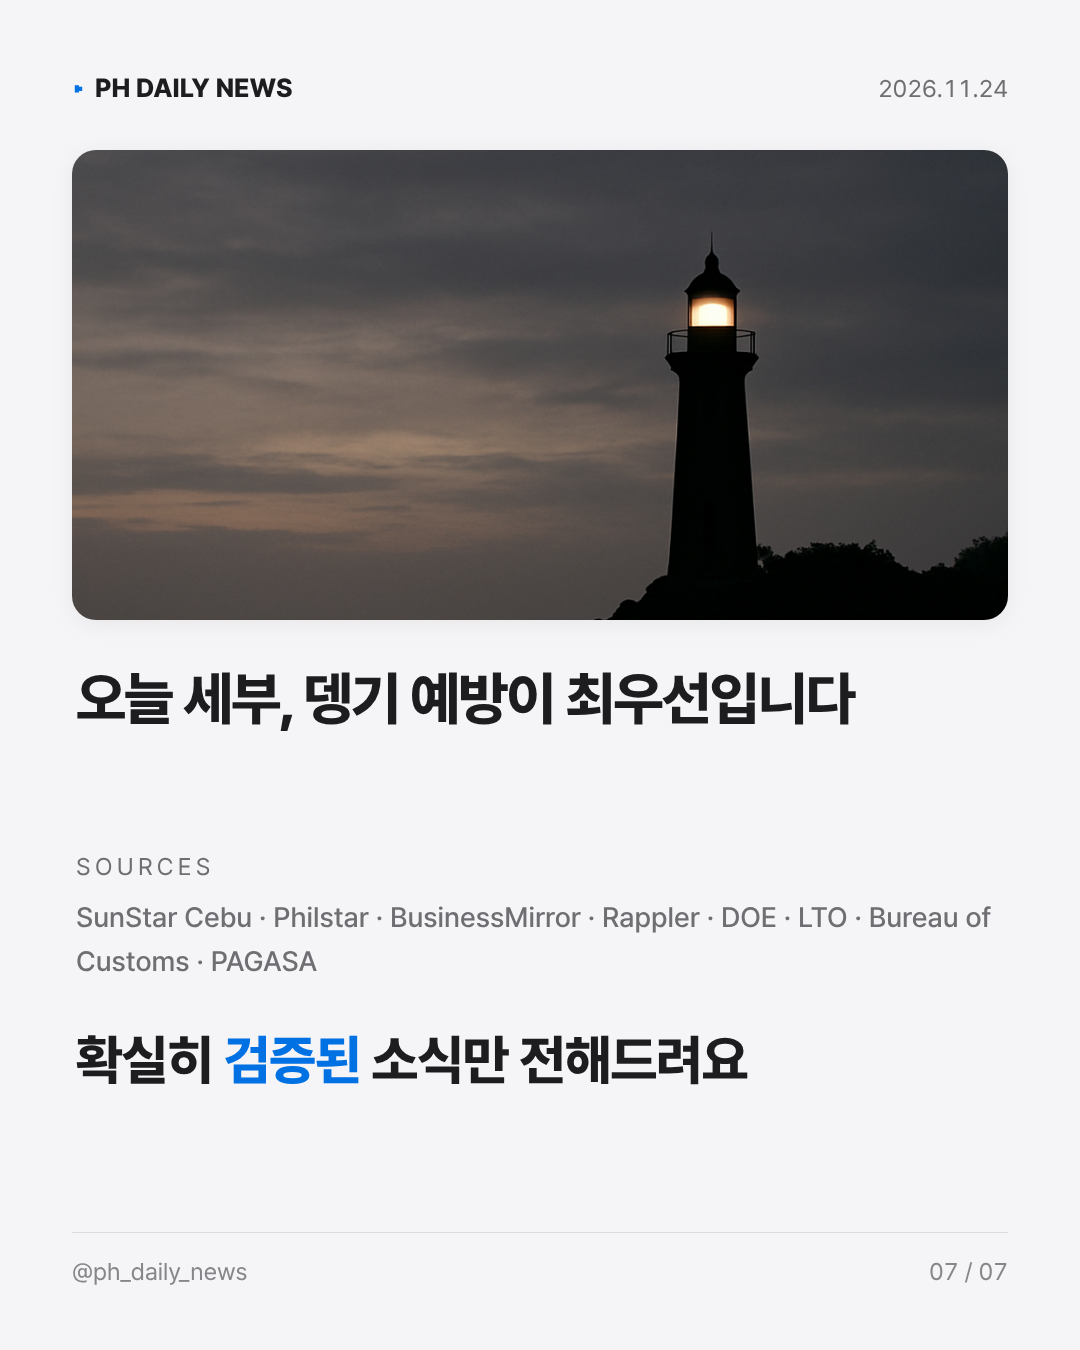 PH DAILY NEWS
2026.11.24
오늘 세부, 뎅기 예방이 최우선입니다
SOURCES
SunStar Cebu · Philstar · BusinessMirror · Rappler · DOE · LTO · Bureau of
Customs · PAGASA
확실히 검증된 소식만 전해드려요
@ph_daily_news
07 / 07